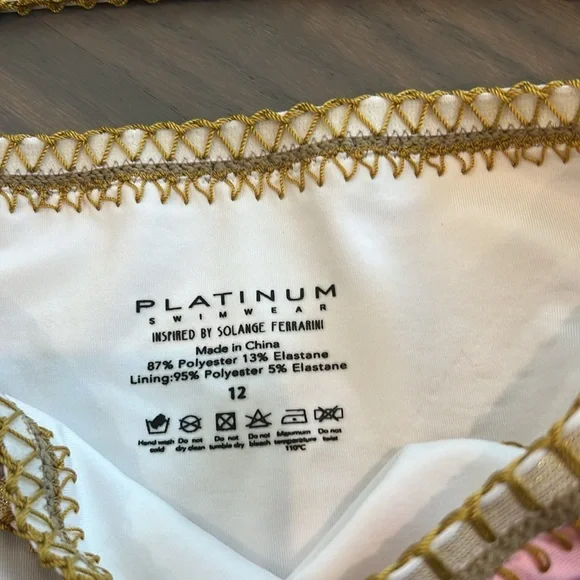 PLATINUM
SWIMWEAR
INSPIRED BY SOLANGE FERRARINI
Made in China
87% Polyester 13% Elastane
Lining:95% Polyester 5% Elastane
12
Hand wash cold
Do not dry clean
Do not tumble dry
Do not bleach
Maximum temperature 110°C
Do not twist